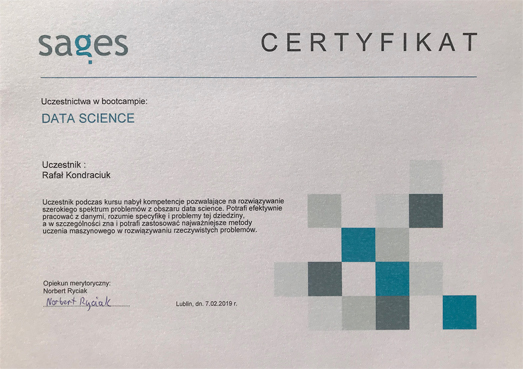 sages
CERTYFIKAT
Uczestnictwa w bootcampie:
DATA SCIENCE
Uczestnik :
Rafał Kondraciuk
Uczestnik podczas kursu nabył kompetencje pozwalające na rozwiązywanie
szerokiego spektrum problemów z obszaru data science. Potrafi efektywnie
pracować z danymi, rozumie specyfikę i problemy tej dziedziny,
a w szczególności zna i potrafi zastosować najważniejsze metody
uczenia maszynowego w rozwiązywaniu rzeczywistych problemów.
Opiekun merytoryczny:
Norbert Ryciak
Norbert Ryciak
Lublin, dn. 7.02.2019 r.